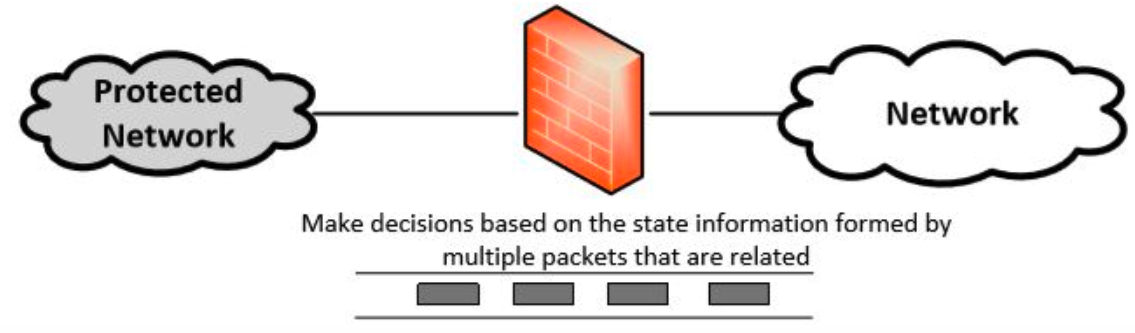 Protected
Network
Network
Make decisions based on the state information formed by
multiple packets that are related